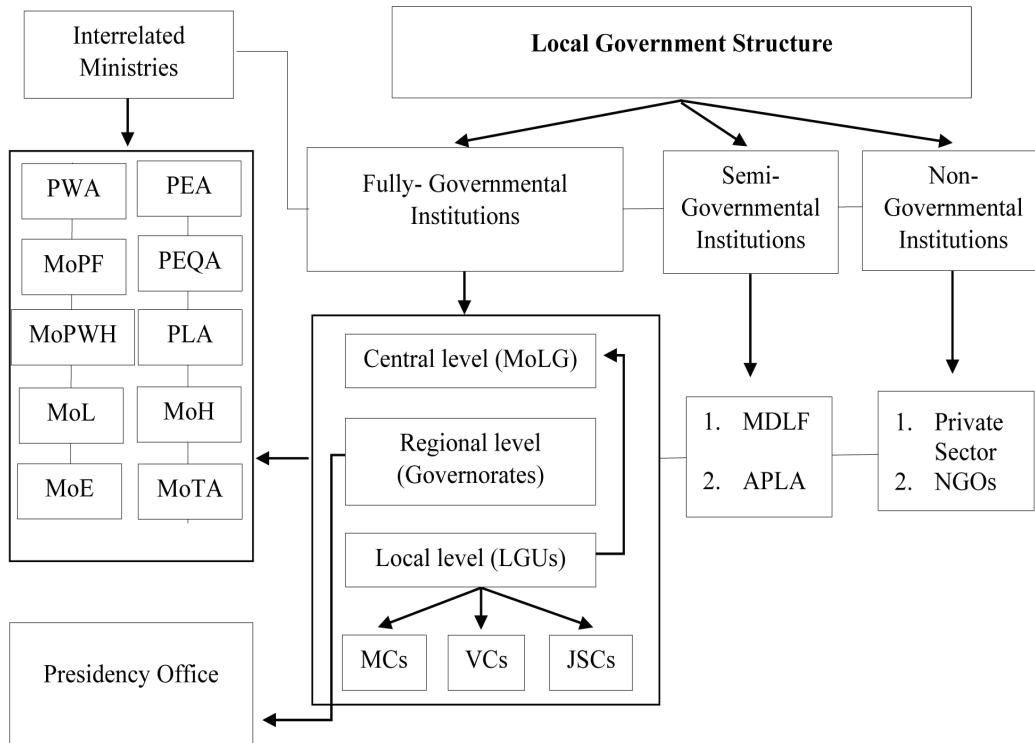 Interrelated
Ministries
Local Government Structure
PWA
PEA
MoPF
PEQA
MoPWH
PLA
MoL
MoH
MoE
MoTA
Fully- Governmental
Institutions
Semi-
Governmental
Institutions
Non-
Governmental
Institutions
Central level (MoLG)
Regional level
(Governorates)
Local level (LGUs)
MCs
VCs
JSCs
1. MDLF
2. APLA
1. Private
Sector
2. NGOs
Presidency Office